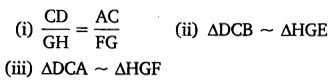 (i) CD/GH = AC/FG (ii) ΔDCB ~ ΔHGE
(iii) ΔDCA ~ ΔHGF